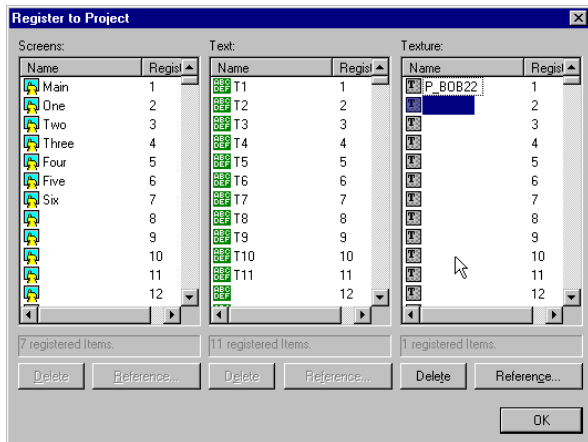 Register to Project
Screens: Text: Texture:
Name Regist Name Regist Name Regist
Main 1 T1 1 P_BOB22 1
One 2 T2 2 2
Two 3 T3 3 3
Three 4 T4 4 4
Four 5 T5 5 5
Five 6 T6 6 6
Six 7 T7 7 7
8 T8 8 8
9 T9 9 9
10 T10 10 10
11 T11 11 11
12 12 12
7 registered Items. 11 registered Items. 1 registered Items.
Delete Reference... Delete Reference... Delete Reference...
OK